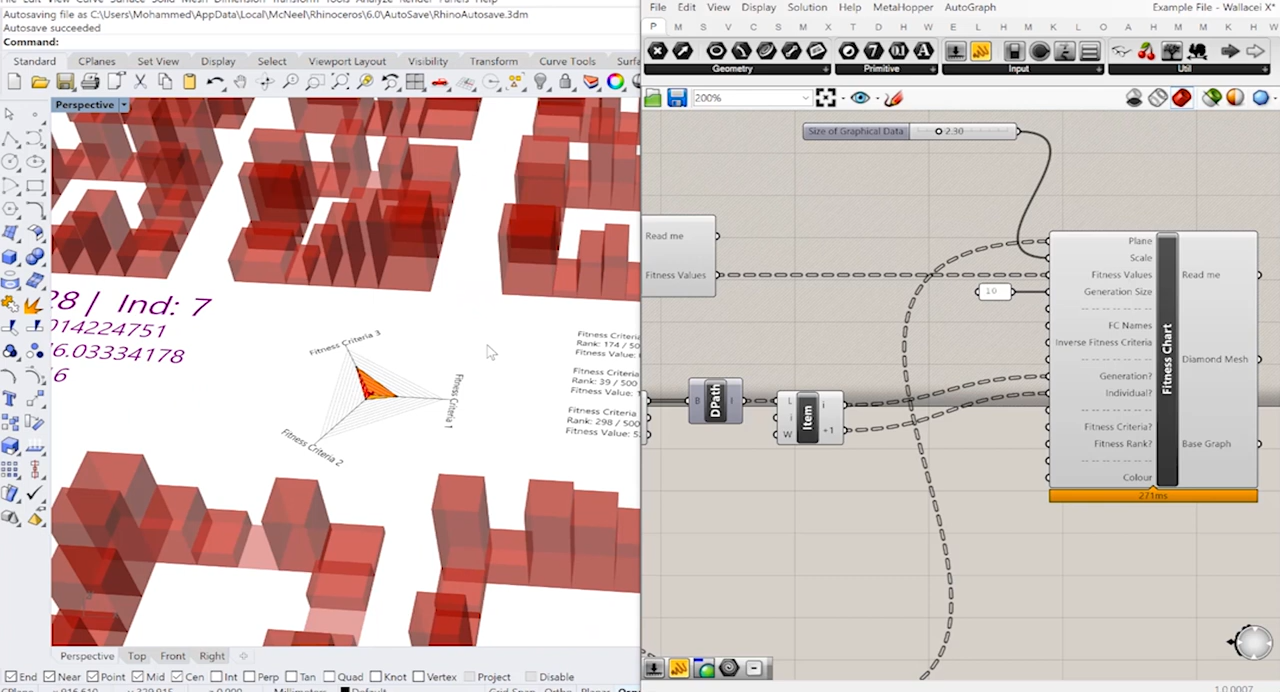 Autosaving file as C:\Users\Mohammed\AppData\Local\McNeel\Rhinoceros\6.0\AutoSave\RhinoAutosave.3dm
Autosave succeeded
Command:
Standard CPlanes Set View Display Select Viewport Layout Visibility Transform Curve Tools
Perspective
28 | Ind: 7
014224751
6.03334178
6
Fitness Criteria 3
Fitness Criteria 1
Fitness Criteria 2
Fitness Criteria
Rank: 174 / 50
Fitness Value:
Fitness Criteria
Rank: 39 / 500
Fitness Value: 1
Fitness Criteria
Rank: 298 / 500
Fitness Value: 5
Perspective Top Front Right
End Near Point Mid Cen Int Perp Tan Quad Knot Vertex Project Disable
File Edit View Display Solution Help MetaHopper AutoGraph
Example File - Wallacei X*
P M S V C S M X D W R T K B F H U E L H A M K L E A H W
Geometry Primitive Input Util
200%
Size of Graphical Data 2.30
Read me
Fitness Values
10
B DPath i
L i W Item i +1
Plane
Scale
Fitness Values
Generation Size
FC Names
Inverse Fitness Criteria
Generation?
Individual?
Fitness Criteria?
Fitness Rank?
Colour
Fitness Chart
Read me
Diamond Mesh
Base Graph
271ms
1.0.0007